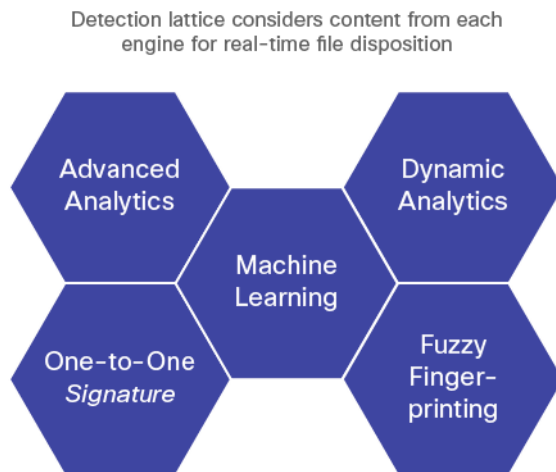 Detection lattice considers content from each
engine for real-time file disposition
Advanced
Analytics
Dynamic
Analytics
Machine
Learning
One-to-One
Signature
Fuzzy
Finger-
printing